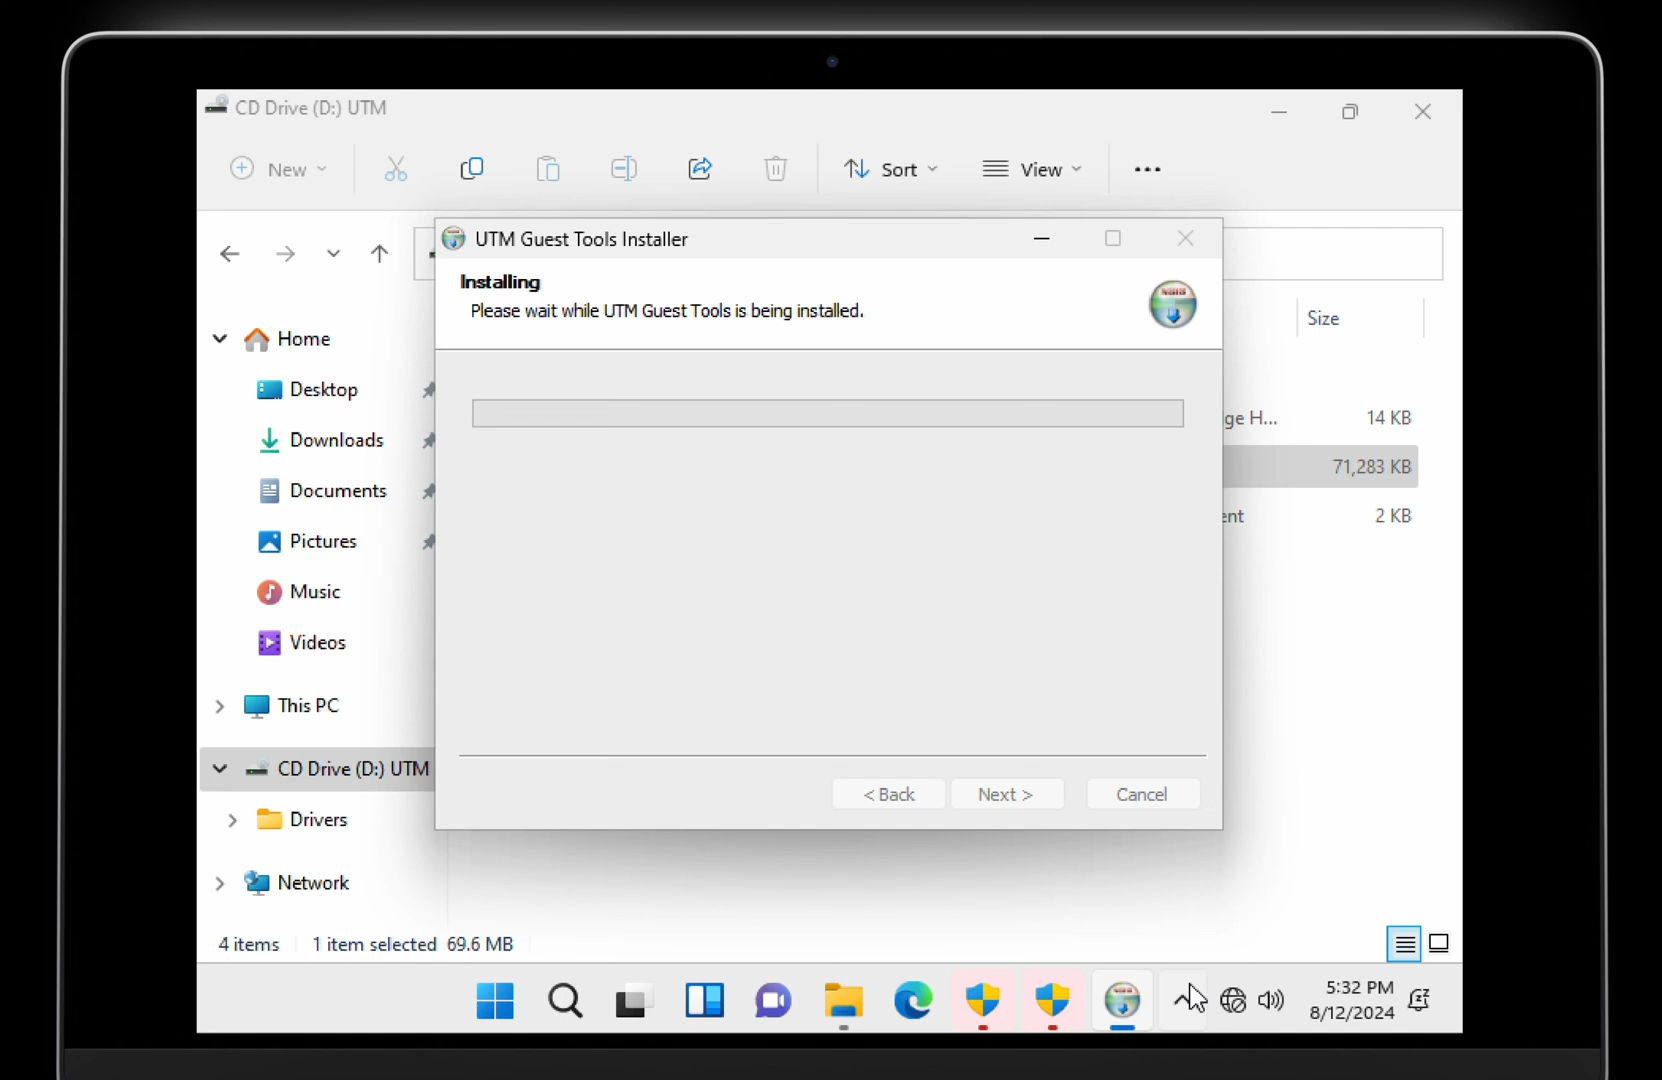 CD Drive (D:) UTM
New
Sort
View
UTM Guest Tools Installer
Installing
Please wait while UTM Guest Tools is being installed.
Size
Home
Desktop
Downloads
Documents
Pictures
Music
Videos
ge H... 14 KB
71,283 KB
ent 2 KB
This PC
CD Drive (D:) UTM
Drivers
Network
< Back Next > Cancel
4 items 1 item selected 69.6 MB
5:32 PM
8/12/2024